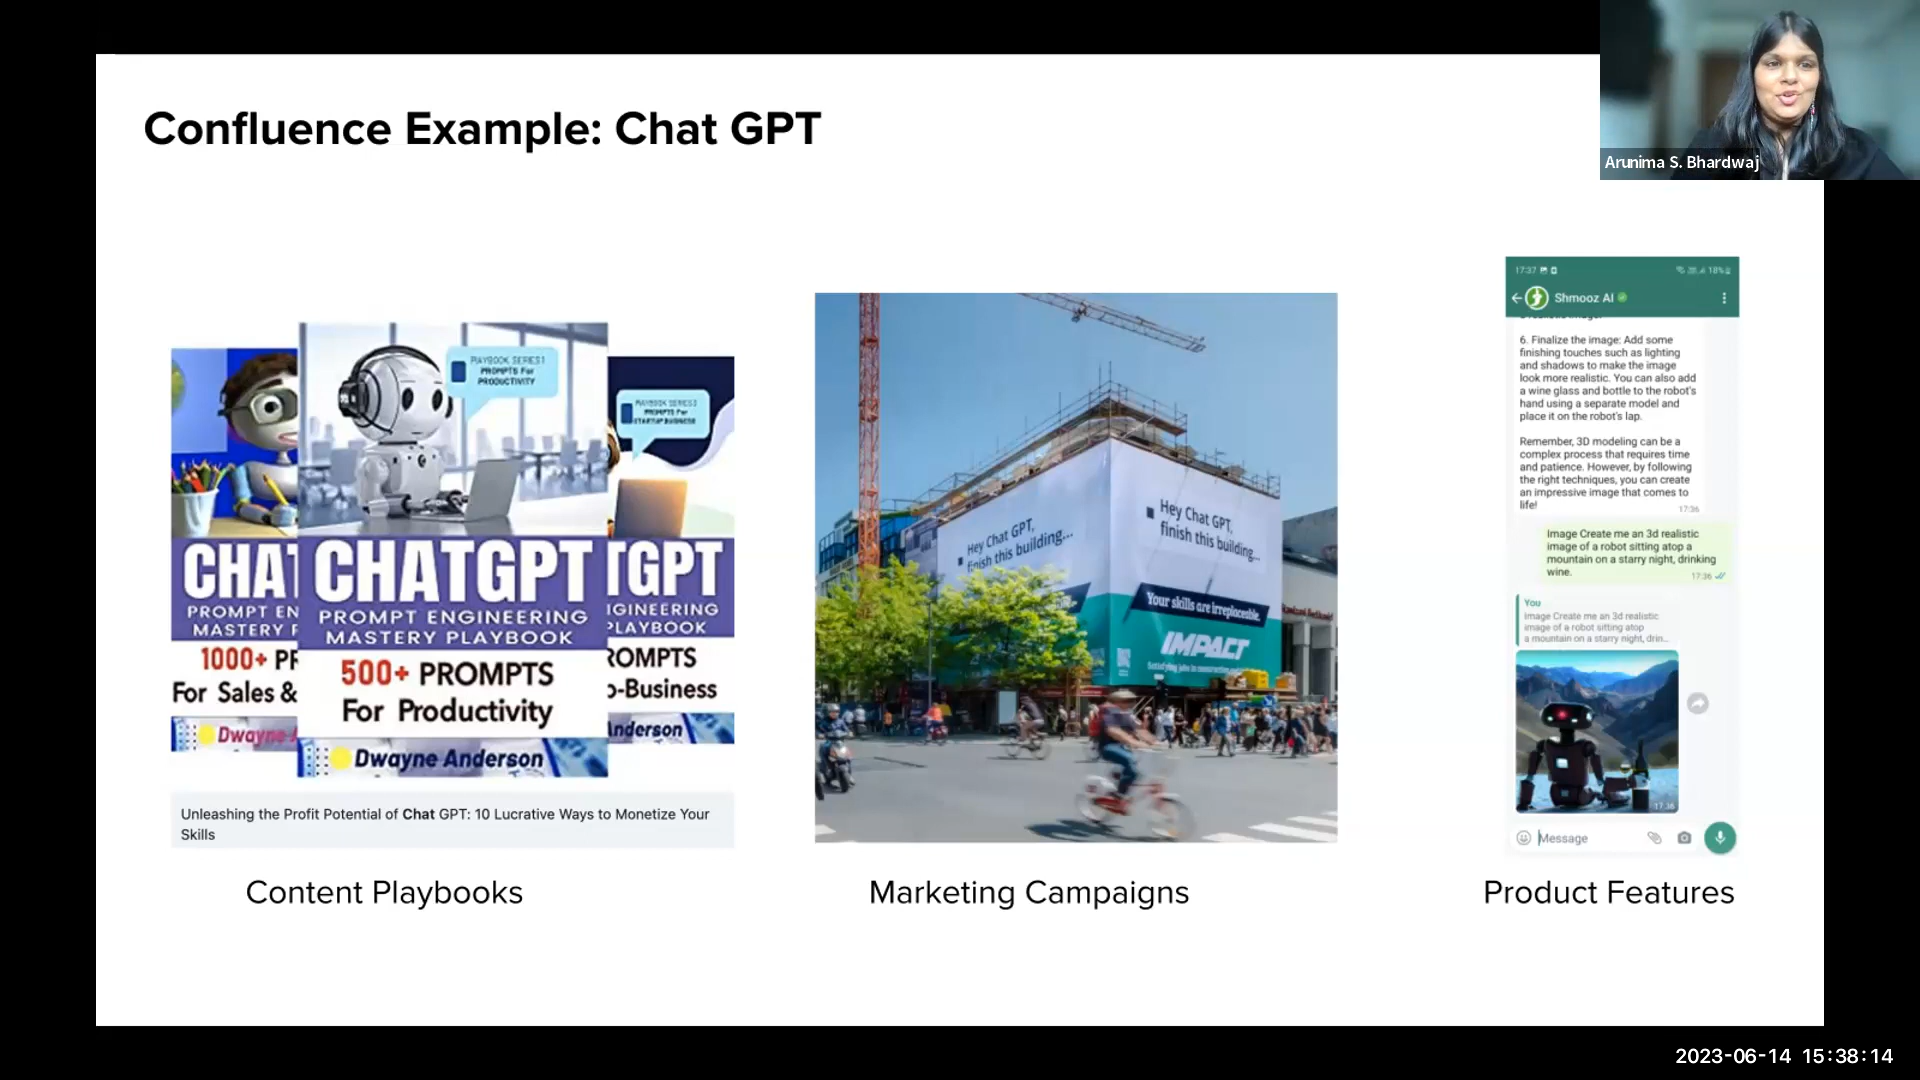 Confluence Example: Chat GPT
Arunima S. Bhardwaj
PLAYBOOK SERIES 1
PROMPTS For
PRODUCTIVITY
PLAYBOOK SERIES
PROMPTS For
STARTUP BUSINESS
CHAT
PROMPT EN
MASTERY P
1000+ PR
For Sales &
Dwayne A
CHATGPT
PROMPT ENGINEERING
MASTERY PLAYBOOK
500+ PROMPTS
For Productivity
Dwayne Anderson
TGPT
IGINEERING
PLAYBOOK
ROMPTS
o-Business
Anderson
Unleashing the Profit Potential of Chat GPT: 10 Lucrative Ways to Monetize Your
Skills
Content Playbooks
Hey Chat GPT,
finish this building...
Hey Chat GPT,
finish this building...
Your skills are irreplaceable.
IMPACT
Marketing Campaigns
17:37
18%
Shmooz AI
6. Finalize the image: Add some
finishing touches such as lighting
and shadows to make the image
look more realistic. You can also add
a wine glass and bottle to the robot's
hand using a separate model and
place it on the robot's lap.
Remember, 3D modeling can be a
complex process that requires time
and patience. However, by following
the right techniques, you can create
an impressive image that comes to
life!
17:36
Image Create me an 3d realistic
image of a robot sitting atop a
mountain on a starry night, drinking
wine.
17:36
You
Image Create me an 3d realistic
image of a robot sitting atop
a mountain on a starry night, drin...
17:36
Message
Product Features
2023-06-14 15:38:14